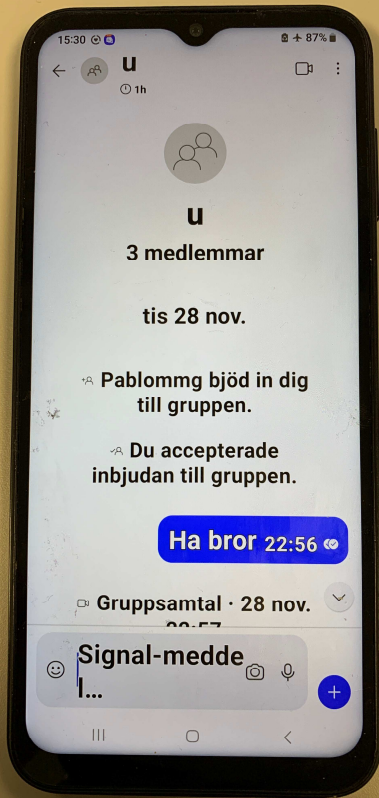 15:30 87%
u
1h
u
3 medlemmar
tis 28 nov.
Pablommg bjöd in dig
till gruppen.
Du accepterade
inbjudan till gruppen.
Ha bror 22:56
Gruppsamtal · 28 nov.
Signal-medde
l...